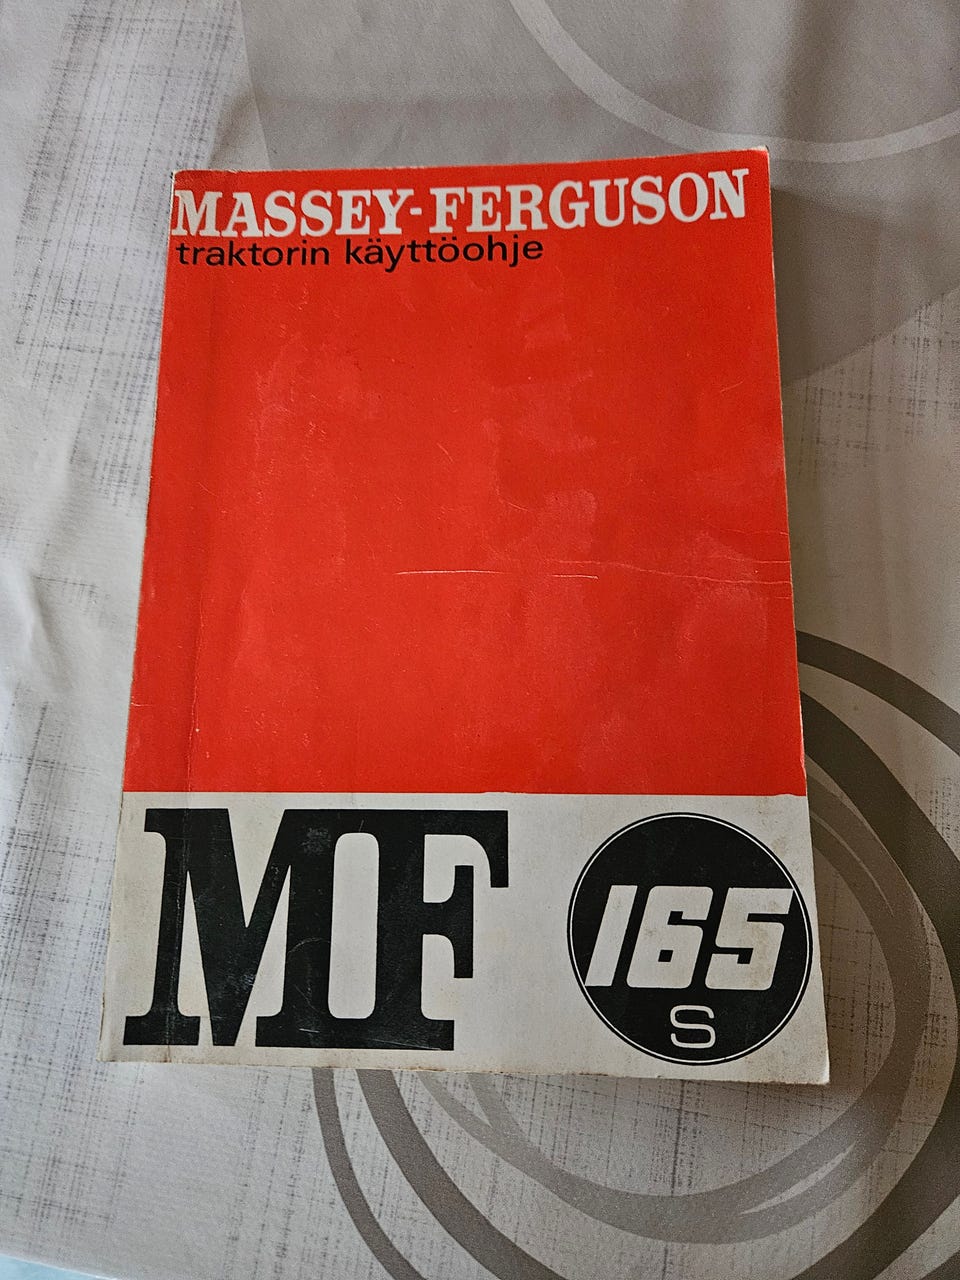 MASSEY-FERGUSON
traktorin käyttöohje
MF
165
S